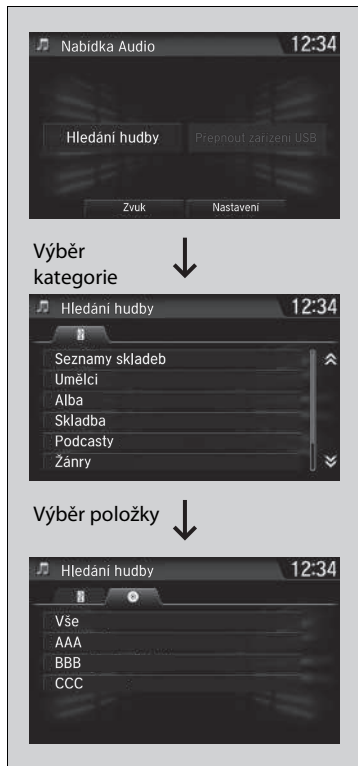 Nabídka Audio 12:34
Hledání hudby Přepnout zařízení USB
Zvuk Nastavení
Výběr
kategorie
Hledání hudby 12:34
Seznamy skladeb
Umělci
Alba
Skladba
Podcasty
Žánry
Výběr položky
Hledání hudby 12:34
Vše
AAA
BBB
CCC